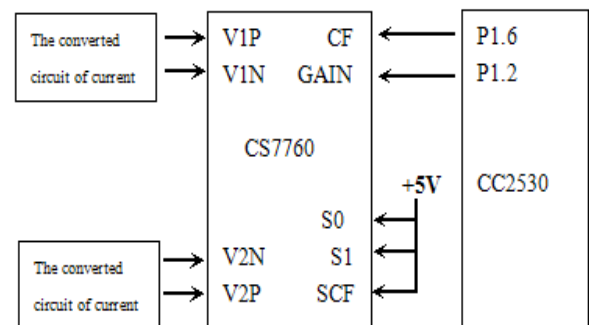 The converted
circuit of current
V1P
V1N
CF
GAIN
P1.6
P1.2
CS7760
CC2530
+5V
S0
S1
SCF
V2N
V2P
The converted
circuit of current